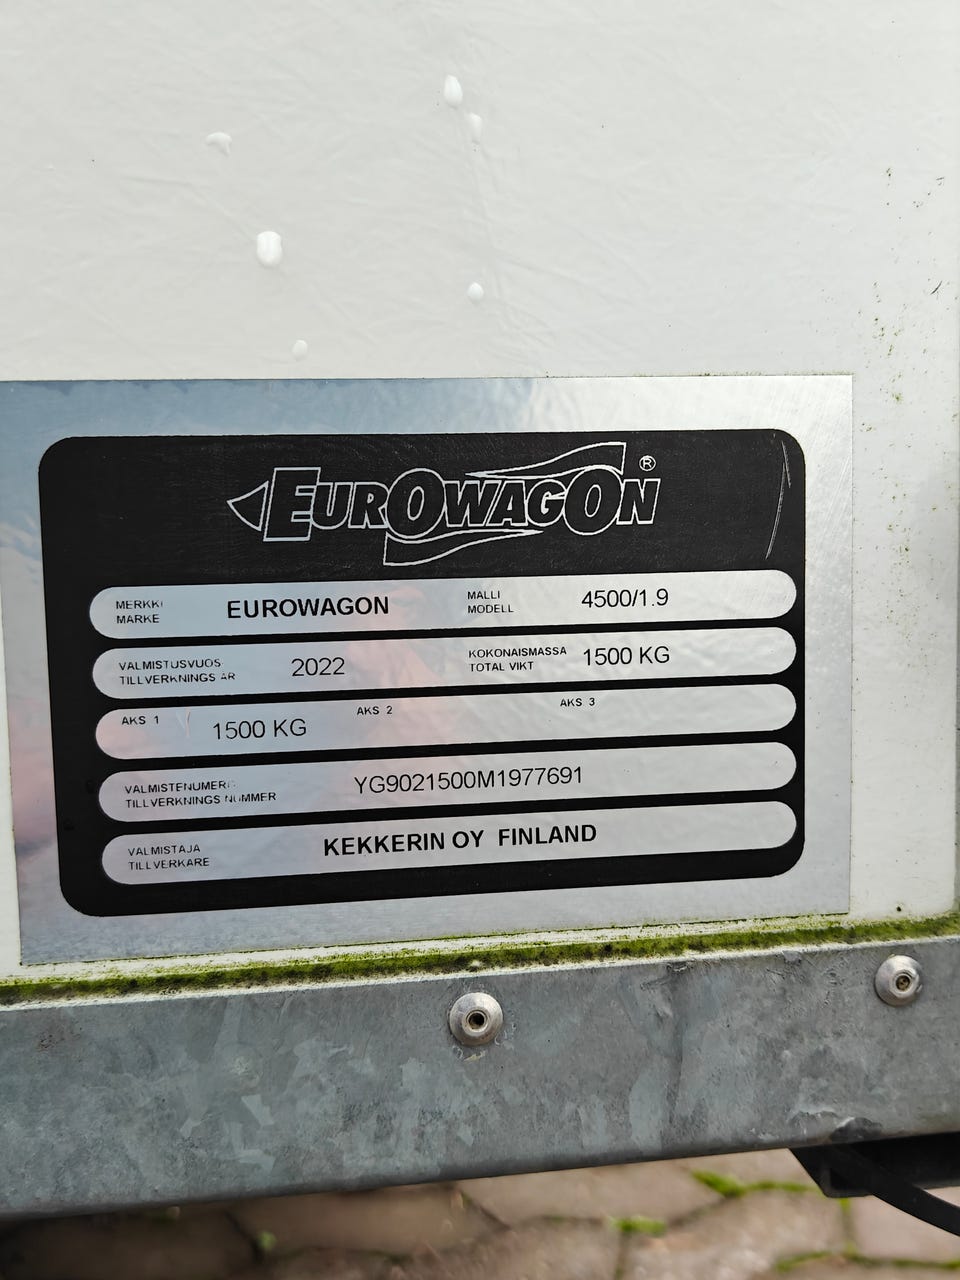 EUROWAGON ®
MERKKI EUROWAGON MALLI 4500/1.9
MARKE MODELL
VALMISTUSVUOS 2022 KOKONAISMASSA 1500 KG
TILLVERKNINGS ÅR TOTAL VIKT
AKS 1 1500 KG AKS 2 AKS 3
VALMISTENUMERO YG9021500M1977691
TILLVERKNINGS NUMMER
VALMISTAJA KEKKERIN OY FINLAND
TILLVERKARE